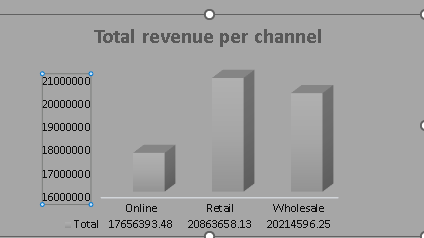 Total revenue per channel
21000000
20000000
19000000
18000000
17000000
16000000
Online Retail Wholesale
Total 17656393.48 20863658.13 20214596.25